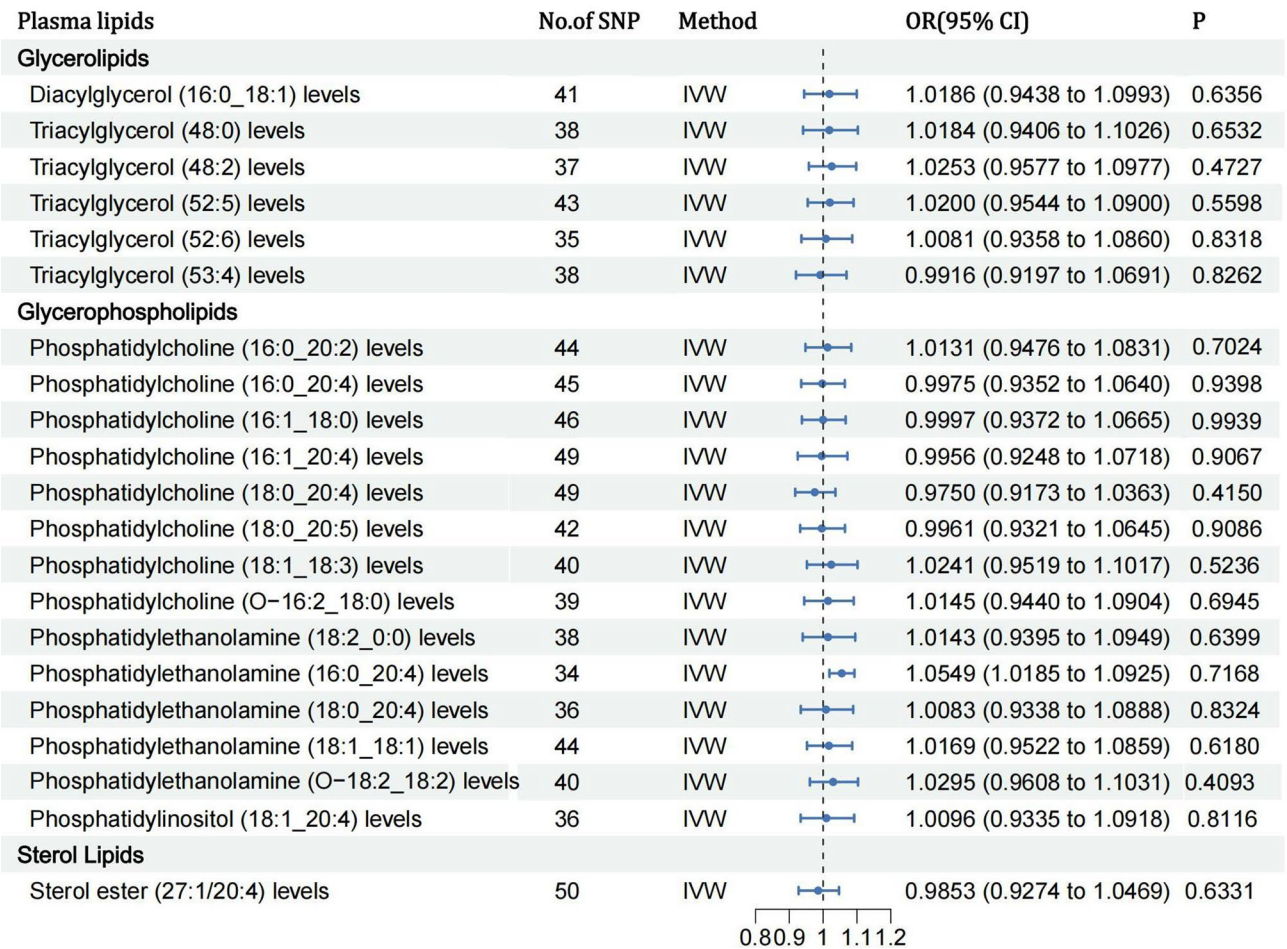 Plasma lipids No.of SNP Method OR(95% CI) P
Glycerolipids
Diacylglycerol (16:0_18:1) levels 41 IVW 1.0186 (0.9438 to 1.0993) 0.6356
Triacylglycerol (48:0) levels 38 IVW 1.0184 (0.9406 to 1.1026) 0.6532
Triacylglycerol (48:2) levels 37 IVW 1.0253 (0.9577 to 1.0977) 0.4727
Triacylglycerol (52:5) levels 43 IVW 1.0200 (0.9544 to 1.0900) 0.5598
Triacylglycerol (52:6) levels 35 IVW 1.0081 (0.9358 to 1.0860) 0.8318
Triacylglycerol (53:4) levels 38 IVW 0.9916 (0.9197 to 1.0691) 0.8262
Glycerophospholipids
Phosphatidylcholine (16:0_20:2) levels 44 IVW 1.0131 (0.9476 to 1.0831) 0.7024
Phosphatidylcholine (16:0_20:4) levels 45 IVW 0.9975 (0.9352 to 1.0640) 0.9398
Phosphatidylcholine (16:1_18:0) levels 46 IVW 0.9997 (0.9372 to 1.0665) 0.9939
Phosphatidylcholine (16:1_20:4) levels 49 IVW 0.9956 (0.9248 to 1.0718) 0.9067
Phosphatidylcholine (18:0_20:4) levels 49 IVW 0.9750 (0.9173 to 1.0363) 0.4150
Phosphatidylcholine (18:0_20:5) levels 42 IVW 0.9961 (0.9321 to 1.0645) 0.9086
Phosphatidylcholine (18:1_18:3) levels 40 IVW 1.0241 (0.9519 to 1.1017) 0.5236
Phosphatidylcholine (O−16:2_18:0) levels 39 IVW 1.0145 (0.9440 to 1.0904) 0.6945
Phosphatidylethanolamine (18:2_0:0) levels 38 IVW 1.0143 (0.9395 to 1.0949) 0.6399
Phosphatidylethanolamine (16:0_20:4) levels 34 IVW 1.0549 (1.0185 to 1.0925) 0.7168
Phosphatidylethanolamine (18:0_20:4) levels 36 IVW 1.0083 (0.9338 to 1.0888) 0.8324
Phosphatidylethanolamine (18:1_18:1) levels 44 IVW 1.0169 (0.9522 to 1.0859) 0.6180
Phosphatidylethanolamine (O−18:2_18:2) levels 40 IVW 1.0295 (0.9608 to 1.1031) 0.4093
Phosphatidylinositol (18:1_20:4) levels 36 IVW 1.0096 (0.9335 to 1.0918) 0.8116
Sterol Lipids
Sterol ester (27:1/20:4) levels 50 IVW 0.9853 (0.9274 to 1.0469) 0.6331
0.8 0.9 1 1.1 1.2